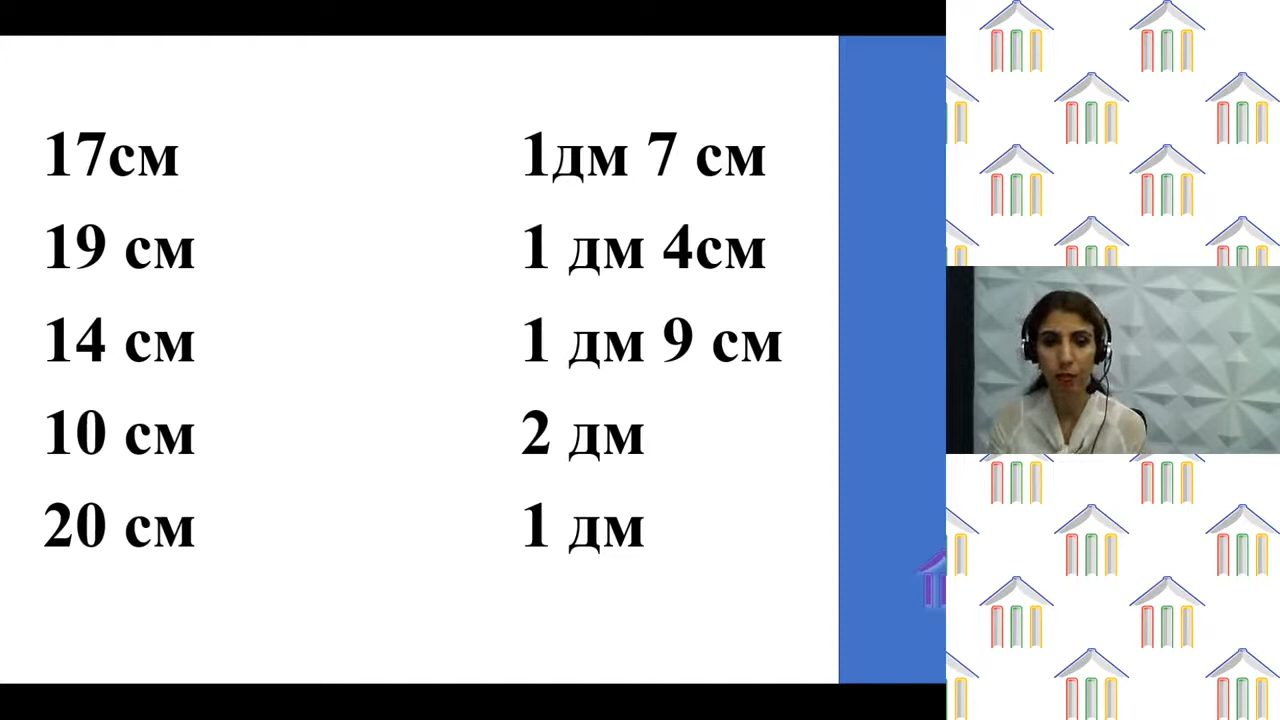 17см 1дм 7 см
19 см 1 дм 4см
14 см 1 дм 9 см
10 см 2 дм
20 см 1 дм